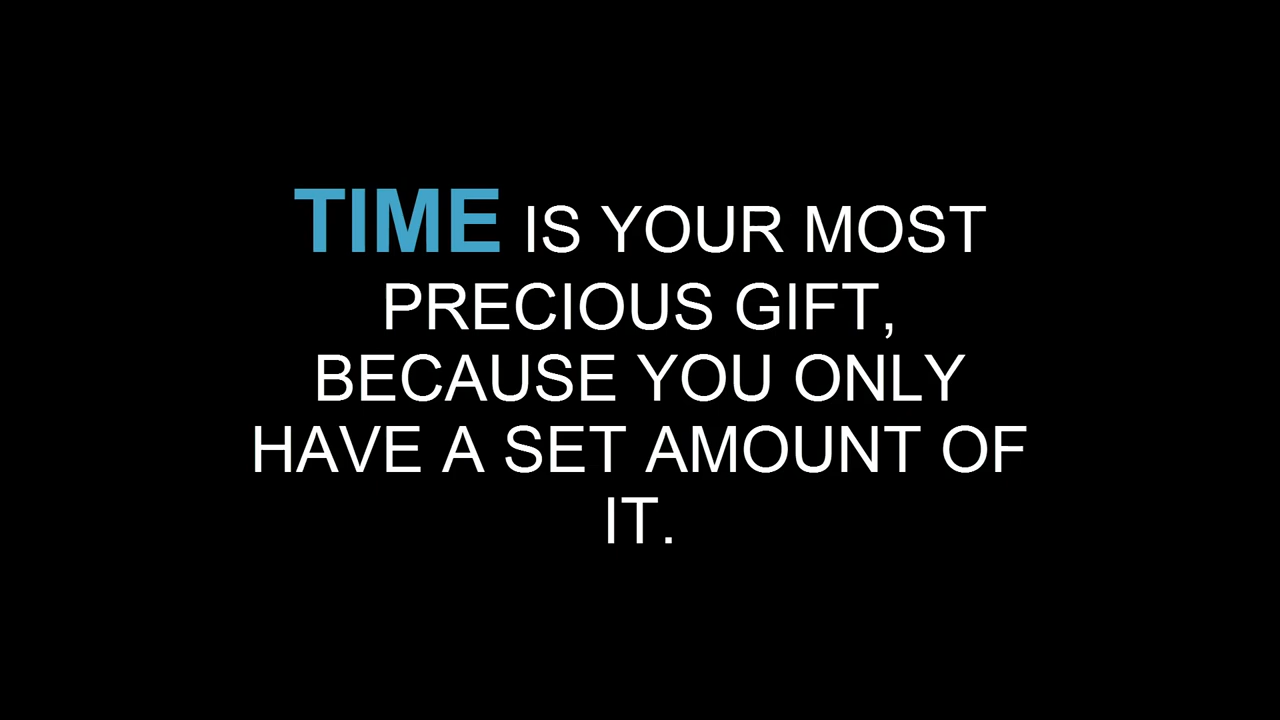 TIME IS YOUR MOST
PRECIOUS GIFT,
BECAUSE YOU ONLY
HAVE A SET AMOUNT OF
IT.